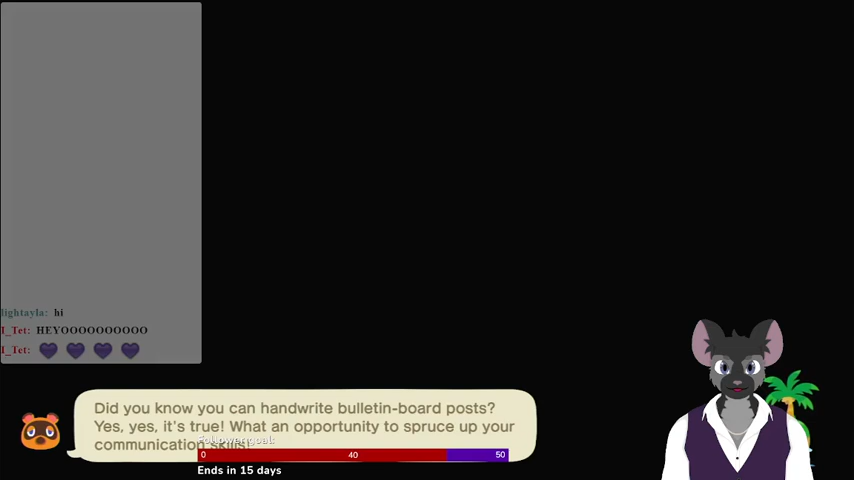 lightayla: hi
I_Tet: HEYOOOOOOOOOO
I_Tet:
Did you know you can handwrite bulletin-board posts?
Yes, yes, it's true! What an opportunity to spruce up your
communication skills!
Follower goal:
0 40 50
Ends in 15 days